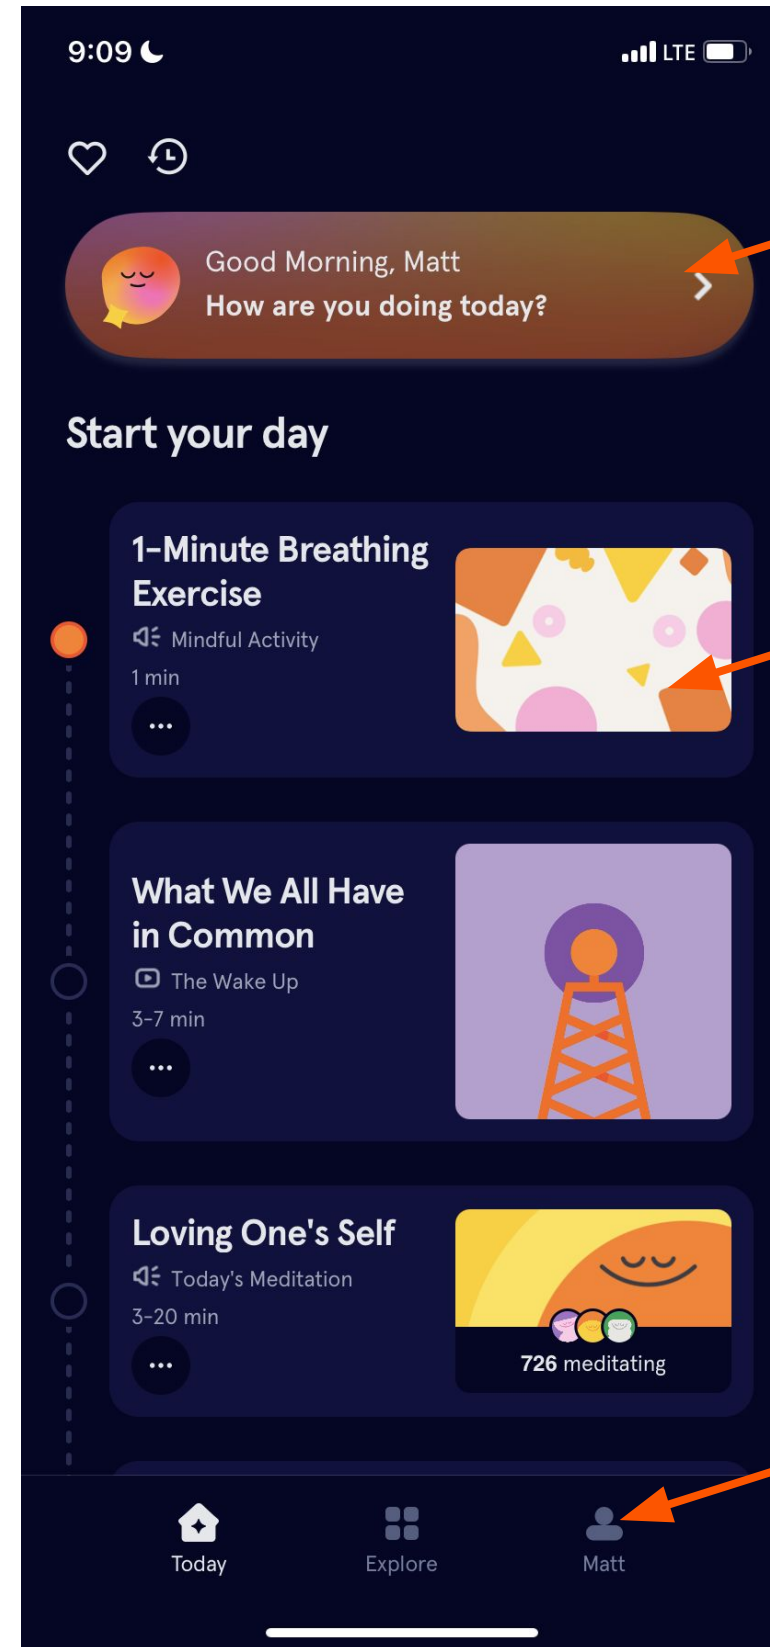 9:09
LTE
Good Morning, Matt
How are you doing today?
Start your day
1-Minute Breathing
Exercise
Mindful Activity
1 min
What We All Have
in Common
The Wake Up
3-7 min
Loving One's Self
Today's Meditation
3-20 min
726 meditating
Today
Explore
Matt